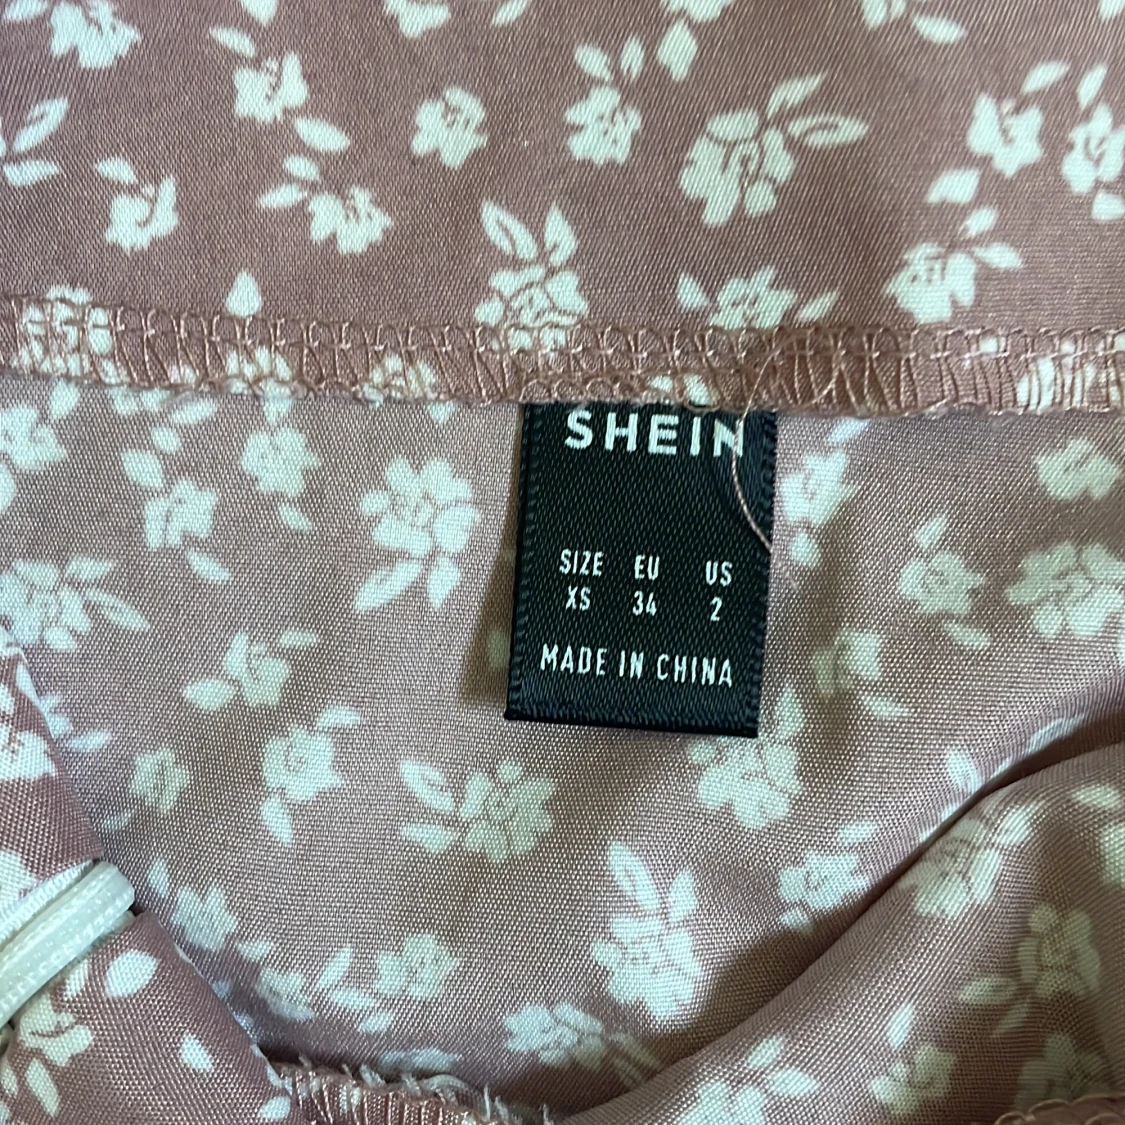 SHEIN
SIZE EU US
XS 34 2
MADE IN CHINA